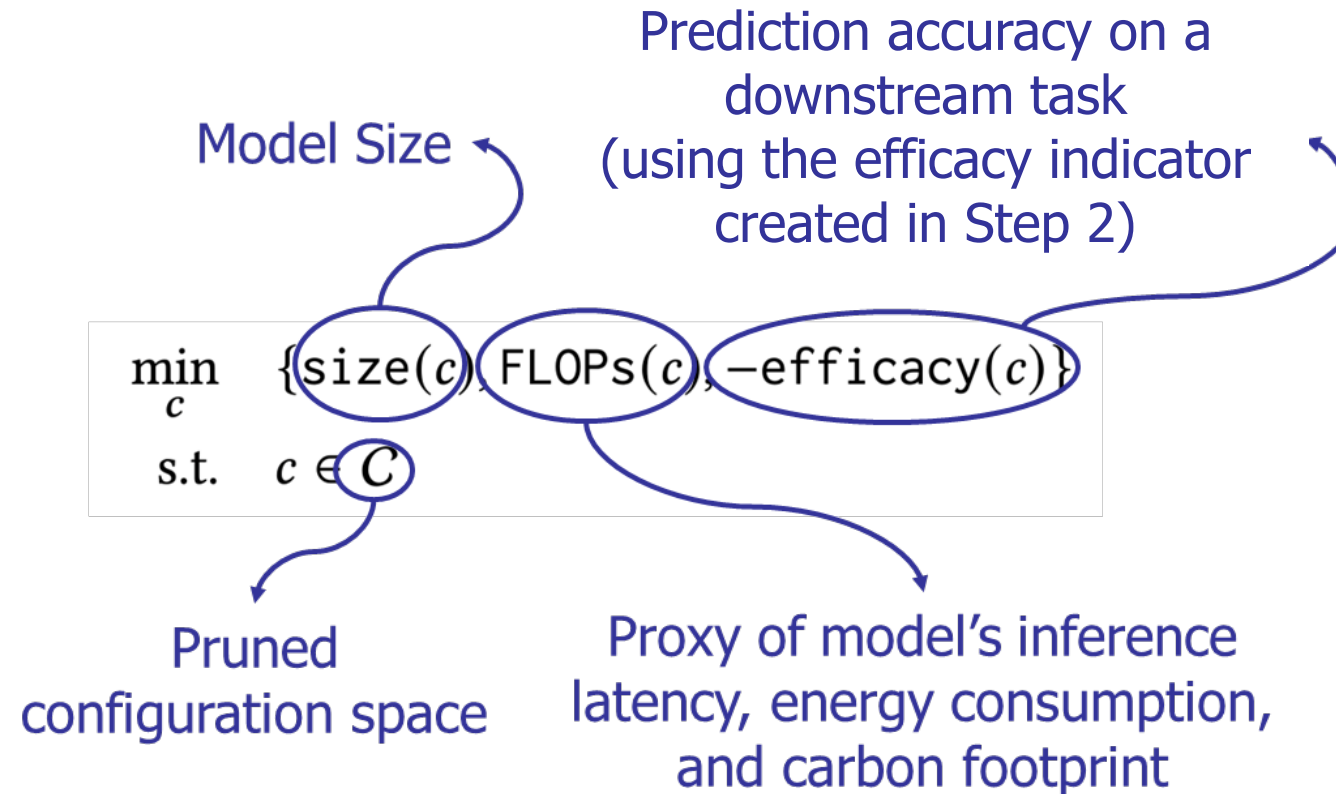 Prediction accuracy on a
downstream task
(using the efficacy indicator
created in Step 2)
Model Size
min {size(c), FLOPs(c), −efficacy(c)}
c
s.t. c ∈ C
Pruned
configuration space
Proxy of model’s inference
latency, energy consumption,
and carbon footprint